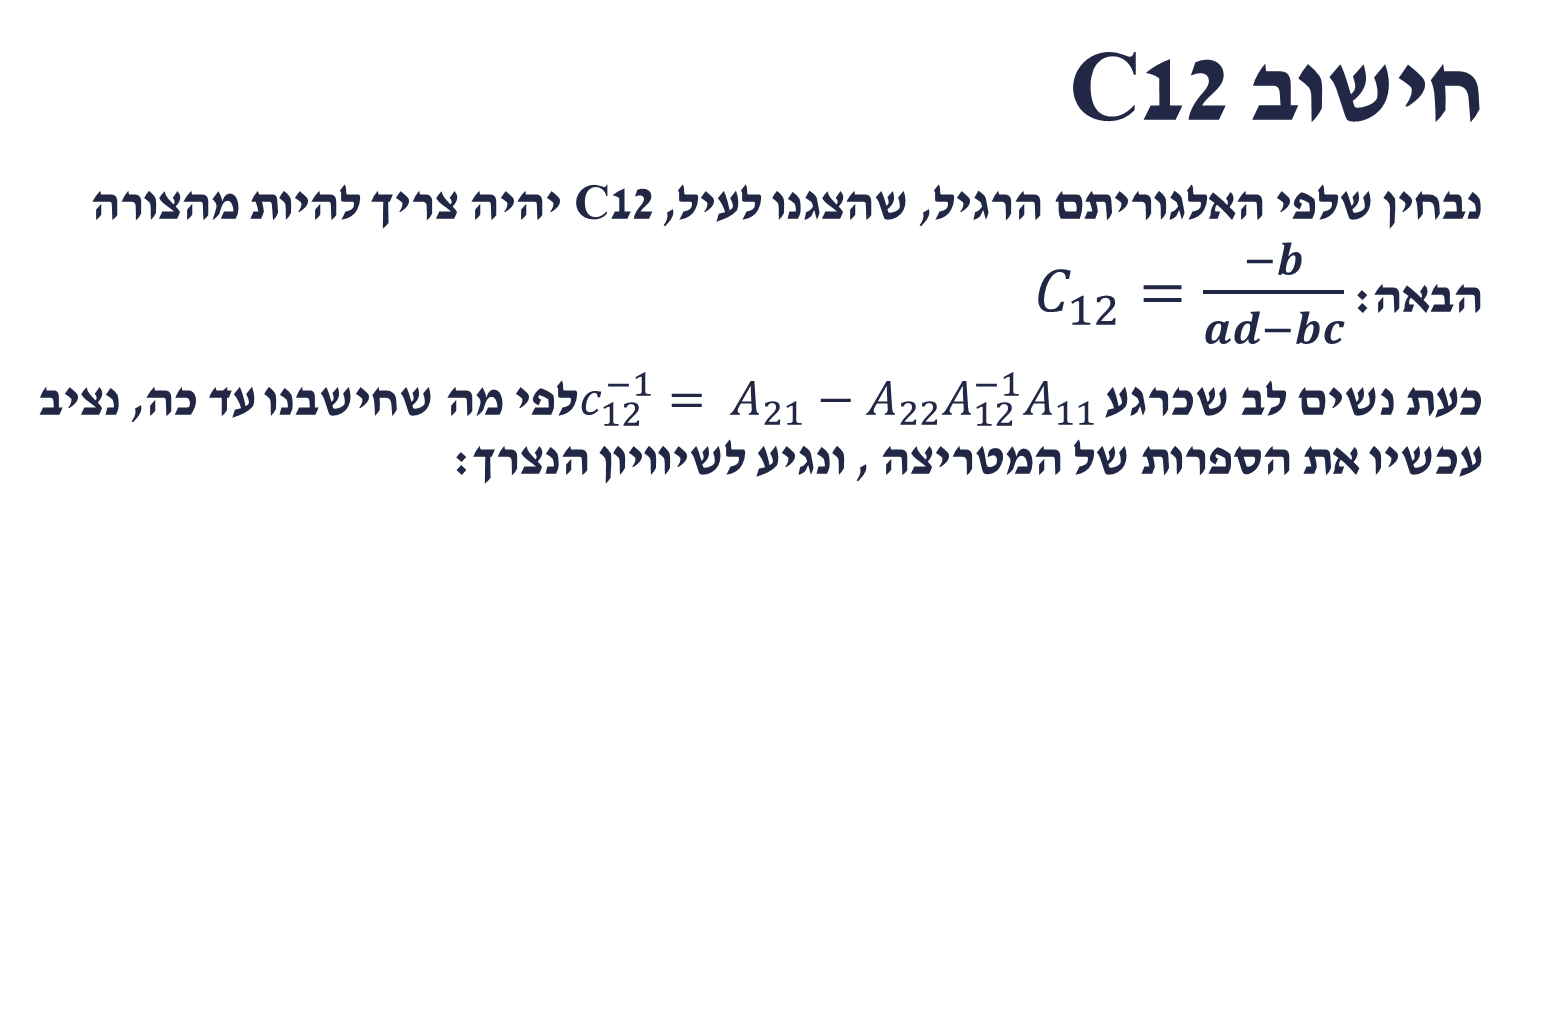 חישוב C12
נבחין שלפי האלגוריתם הרגיל, שהצגנו לעיל, C12 יהיה צריך להיות מהצורה
הבאה: $C_{12} = \frac{-b}{ad-bc}$
כעת נשים לב שכרגע $c_{12}^{-1} = A_{21} - A_{22}A_{12}^{-1}A_{11}$לפי מה שחישבנו עד כה, נציב
עכשיו את הספרות של המטריצה , ונגיע לשיוויון הנצרך: